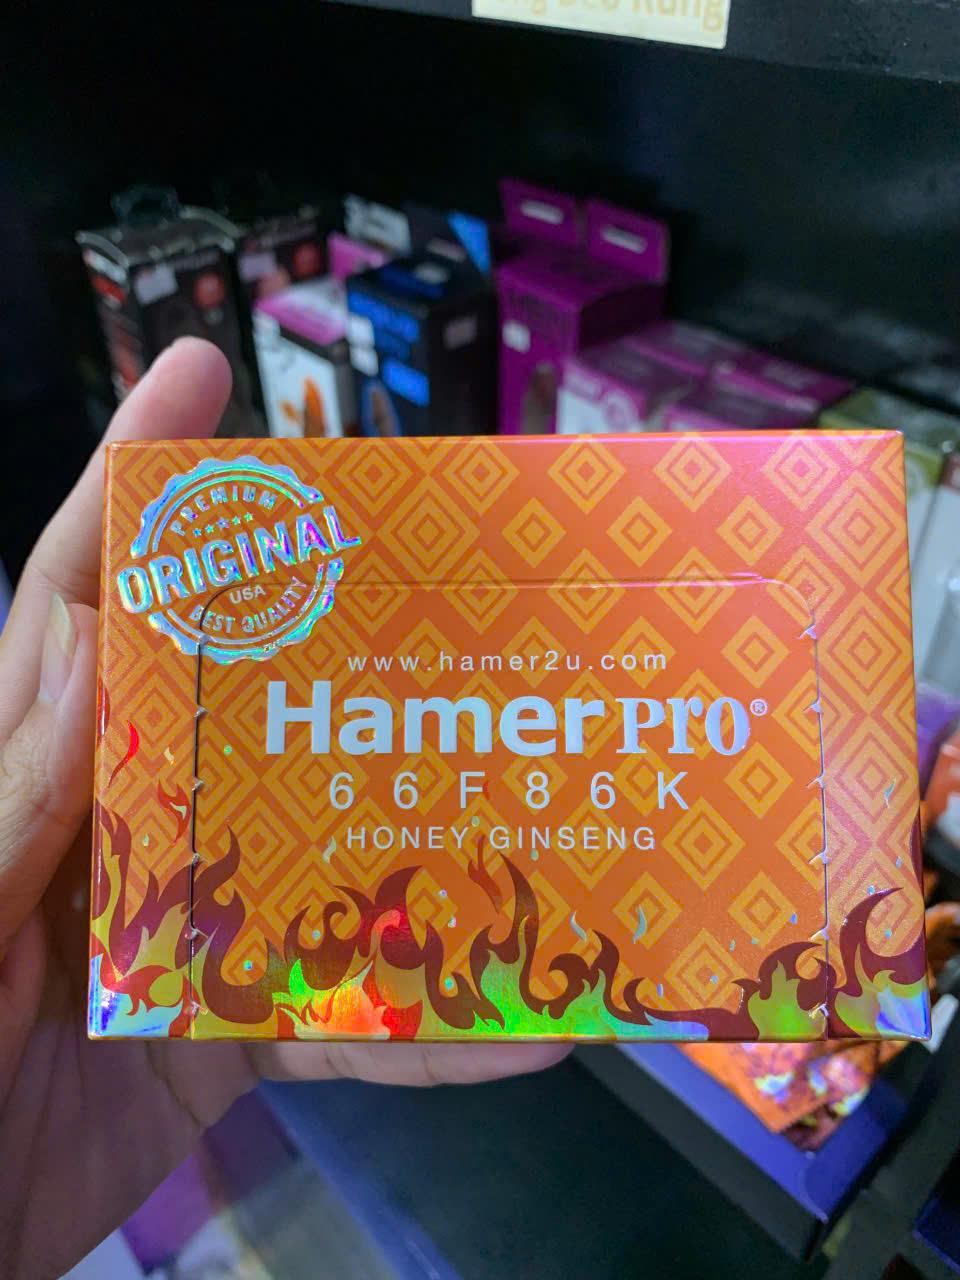 PREMIUM
ORIGINAL
USA
BEST QUALITY
www.hamer2u.com
HamerPro®
66F86K
HONEY GINSENG